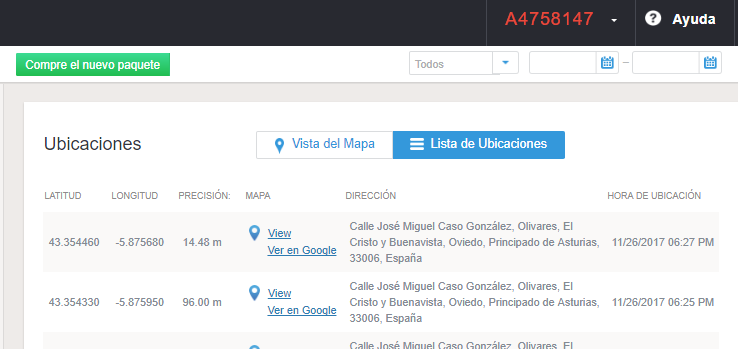 A4758147
Ayuda
Compre el nuevo paquete
Todos
–
Ubicaciones
Vista del Mapa
Lista de Ubicaciones
LATITUD LONGITUD PRECISIÓN: MAPA DIRECCIÓN HORA DE UBICACIÓN
43.354460 -5.875680 14.48 m
View
Ver en Google
Calle José Miguel Caso González, Olivares, El
Cristo y Buenavista, Oviedo, Principado de Asturias,
33006, España
11/26/2017 06:27 PM
43.354330 -5.875950 96.00 m
View
Ver en Google
Calle José Miguel Caso González, Olivares, El
Cristo y Buenavista, Oviedo, Principado de Asturias,
33006, España
11/26/2017 06:25 PM
Calle José Miguel Caso González, Olivares, El